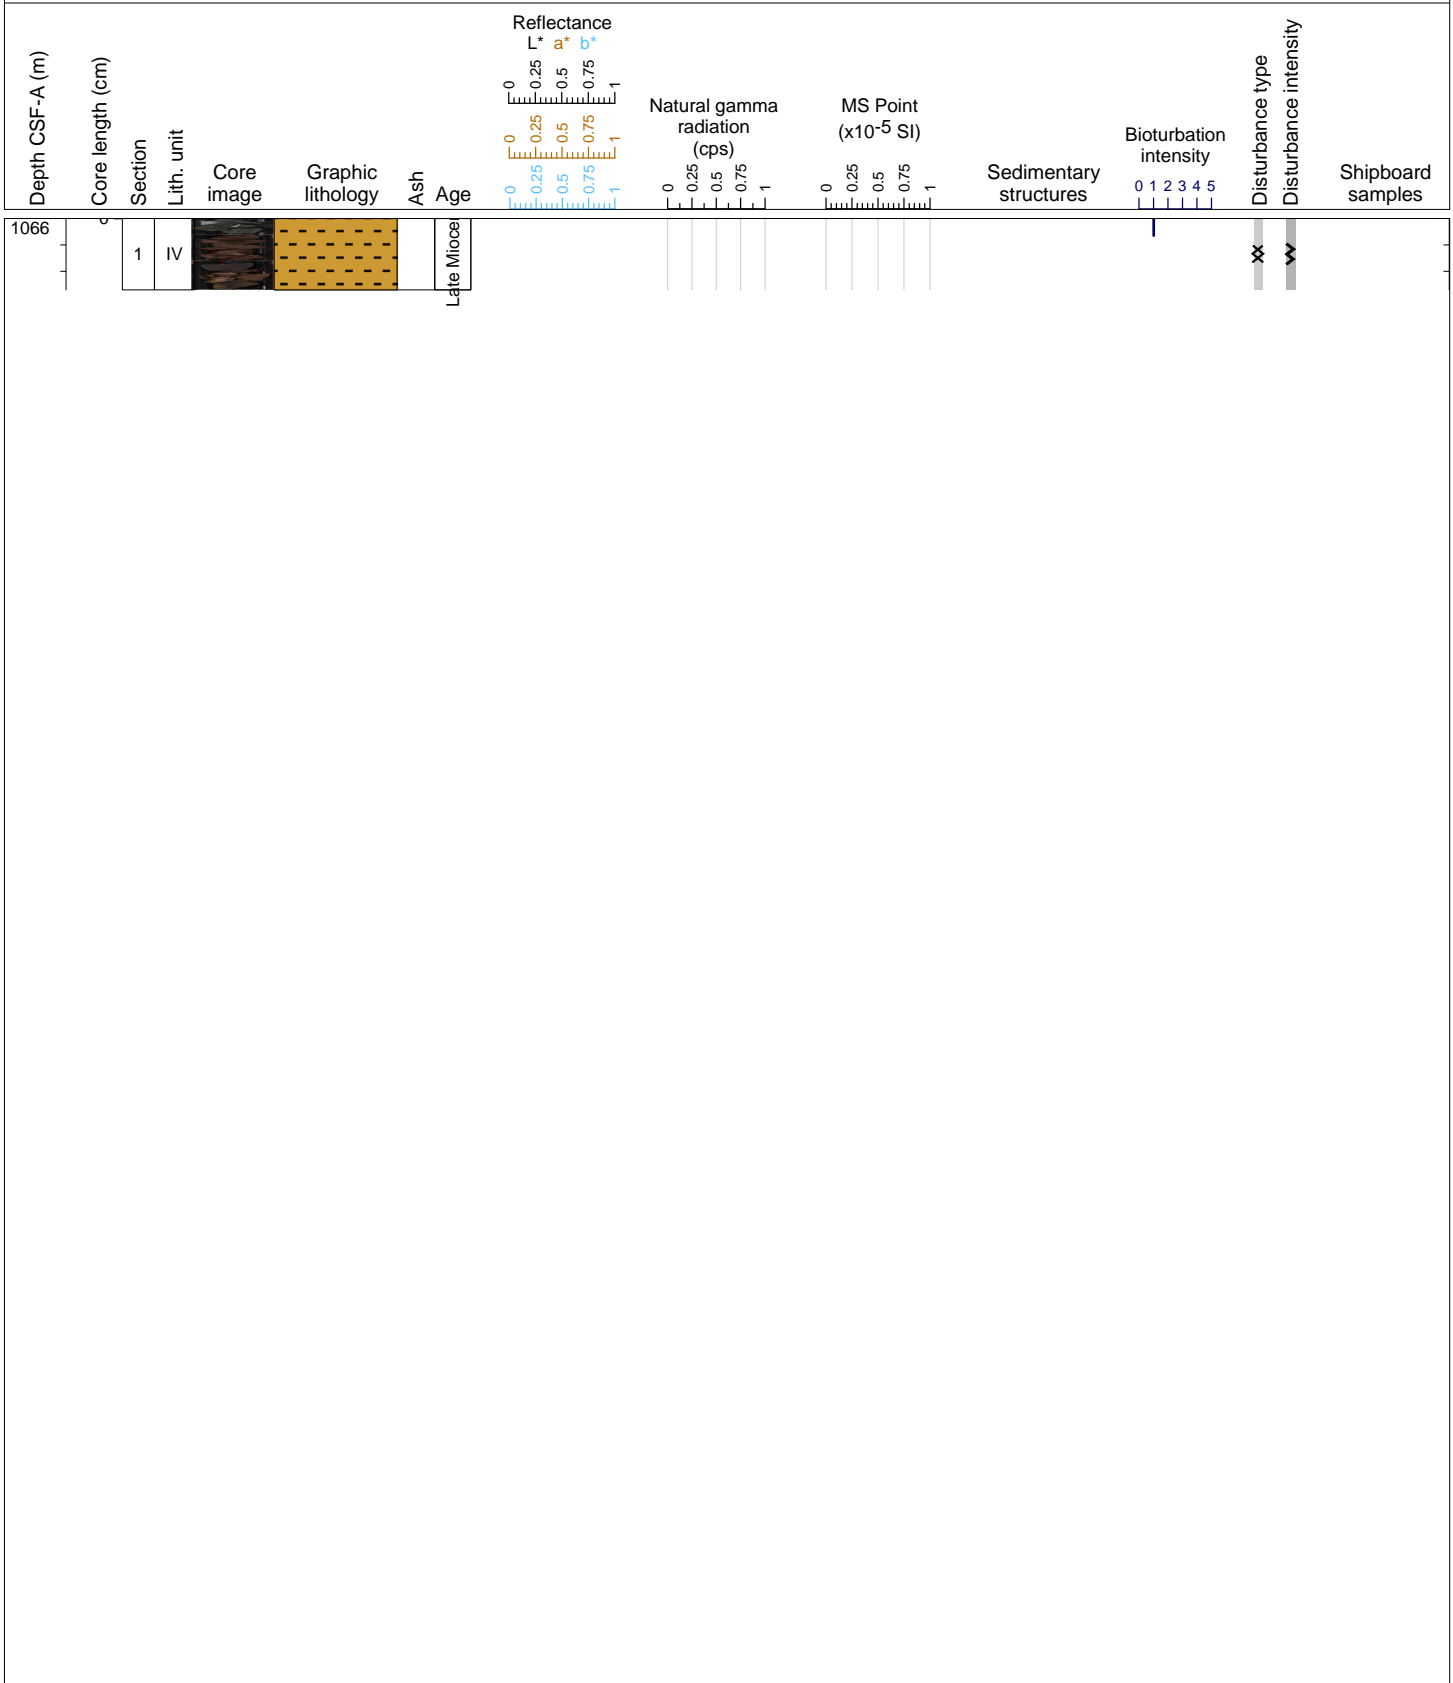 Depth CSF-A (m)
Core length (cm)
Section
Lith. unit
Core
image
Graphic
lithology
Ash
Age
Reflectance
L* a* b*
0 0.25 0.5 0.75 1
0 0.25 0.5 0.75 1
0 0.25 0.5 0.75 1
Natural gamma
radiation
(cps)
0 0.25 0.5 0.75 1
MS Point
(x10-5 SI)
0 0.25 0.5 0.75 1
Sedimentary
structures
Bioturbation
intensity
0 1 2 3 4 5
Disturbance type
Disturbance intensity
Shipboard
samples
1066
1
IV
Late Miocen